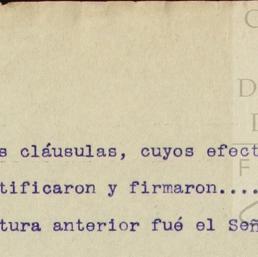 s cláusulas, cuyos efect
tificaron y firmaron....
tura anterior fué el Señ